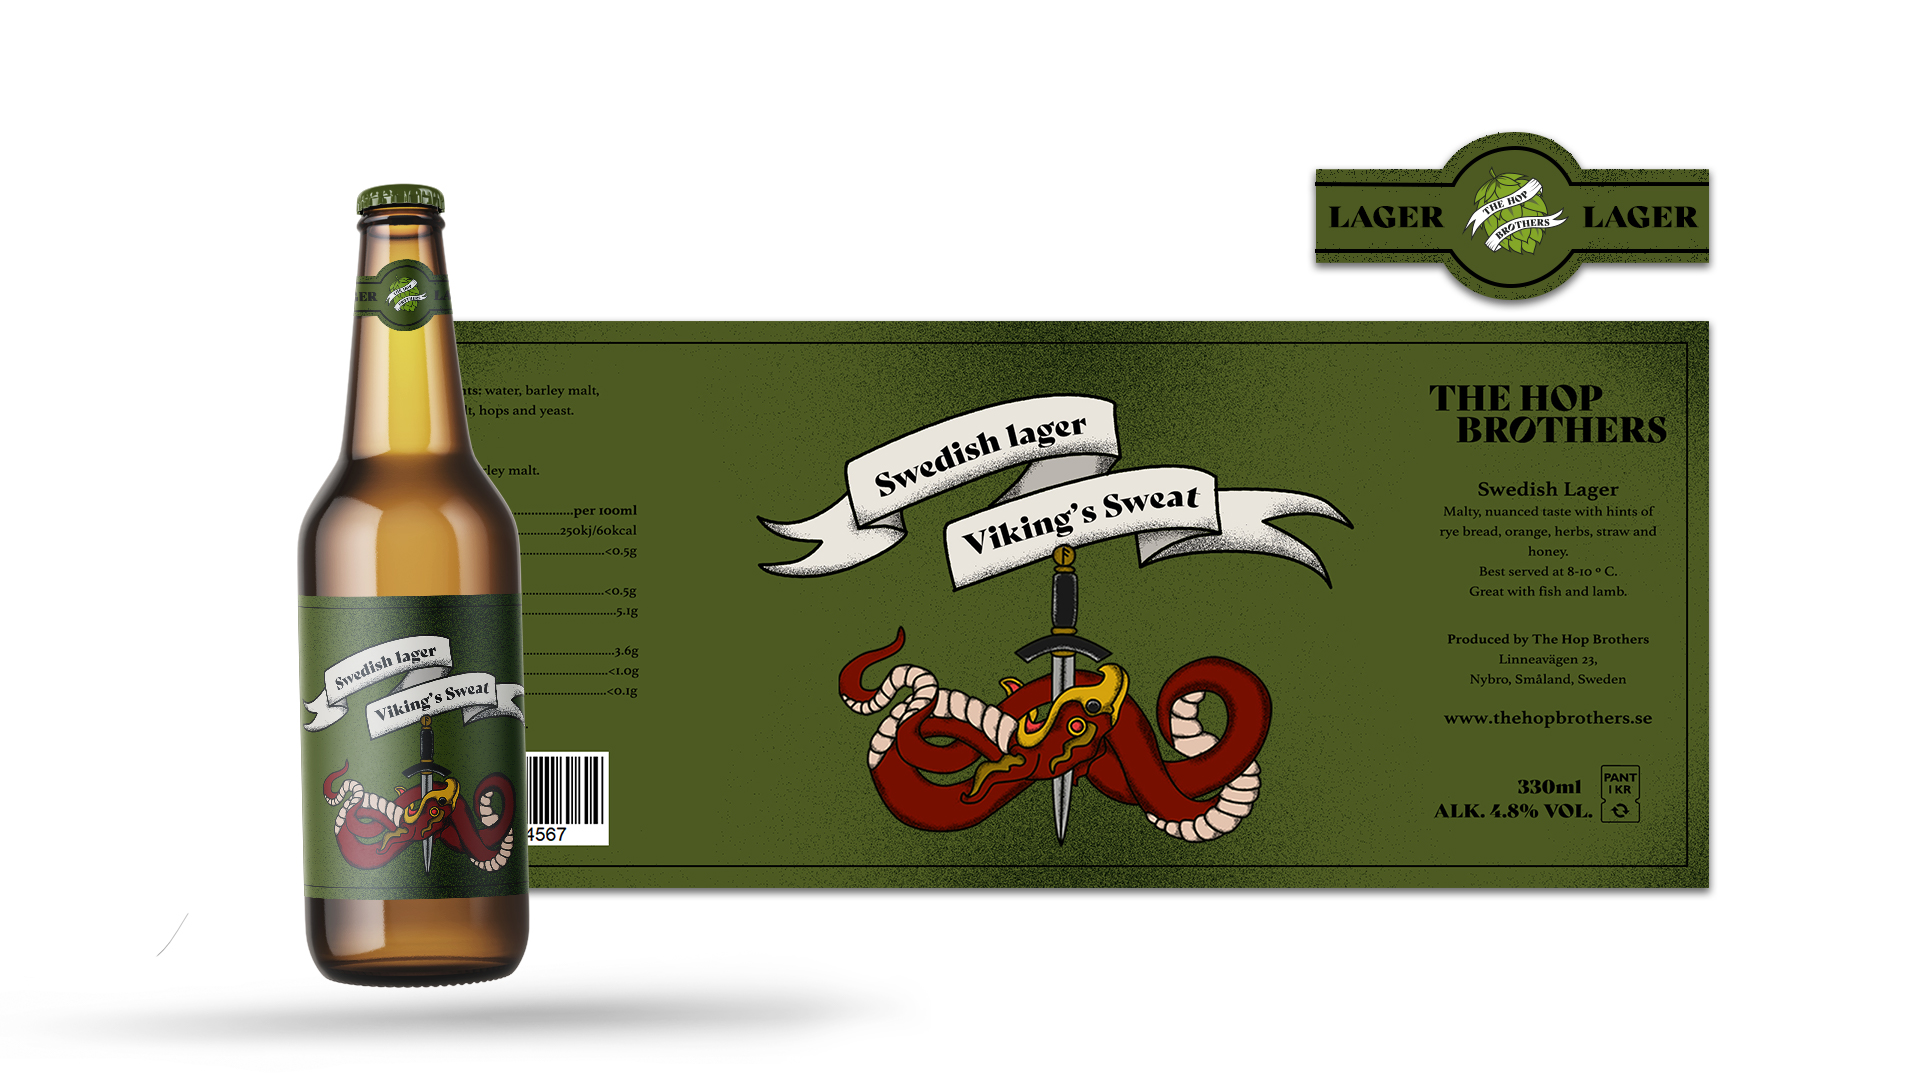 LAGER
THE HOP
BROTHERS
LAGER
THE HOP
BRØTHERS
Swedish Lager
Malty, nuanced taste with hints of
rye bread, orange, herbs, straw and
honey.
Best served at 8-10 º C.
Great with fish and lamb.
Produced by The Hop Brothers
Linneavägen 23,
Nybro, Småland, Sweden
www.thehopbrothers.se
330ml
ALK. 4.8% VOL.
PANT
1 KR
Swedish lager
Viking's Sweat
water, barley malt,
hops and yeast.
malt.
per 100ml
250kj/60kcal
<0.5g
<0.5g
5.1g
3.6g
<1.0g
<0.1g
4567
Swedish lager
Viking's Sweat